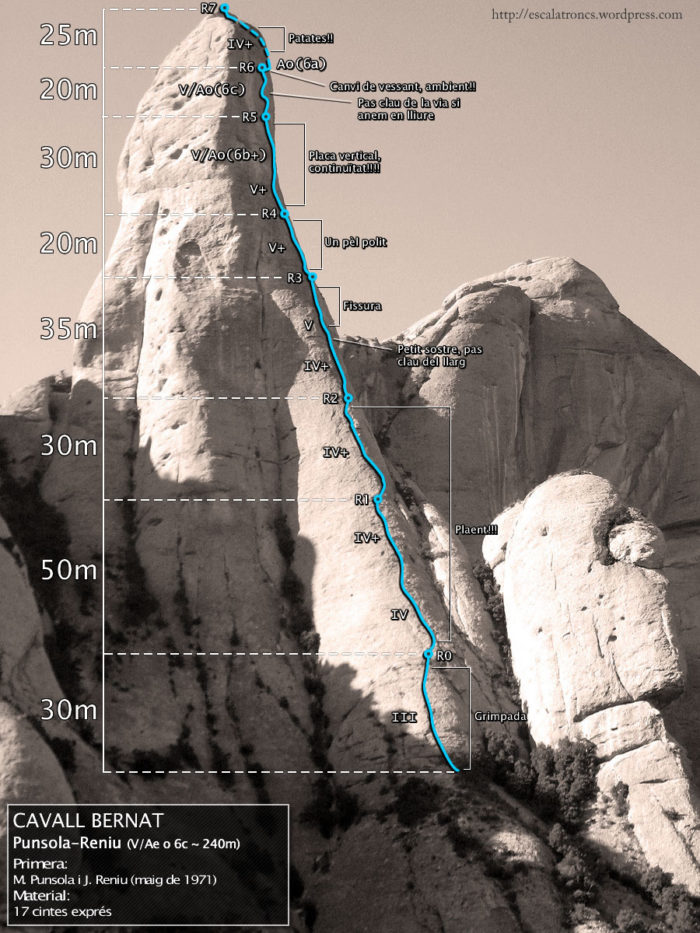 http://escalatroncs.wordpress.com
R7
25m
IV+
Patates!!
R6
Ao(6a)
Canvi de vessant, ambient!!
20m
V/Ao(6c)
Pas clau de la via si
anem en lliure
R5
30m
V/Ao(6b+)
Placa vertical,
continuïtat!!!!
V+
R4
20m
V+
Un pèl polit
R3
Fissura
35m
V
Petit sostre, pas
clau del llarg
IV+
R2
30m
IV+
R1
Plaent!!!
IV+
50m
IV
R0
30m
III
Grimpada
CAVALL BERNAT
Punsola-Reniu (V/Ae o 6c ~ 240m)
Primera:
M. Punsola i J. Reniu (maig de 1971)
Material:
17 cintes exprés